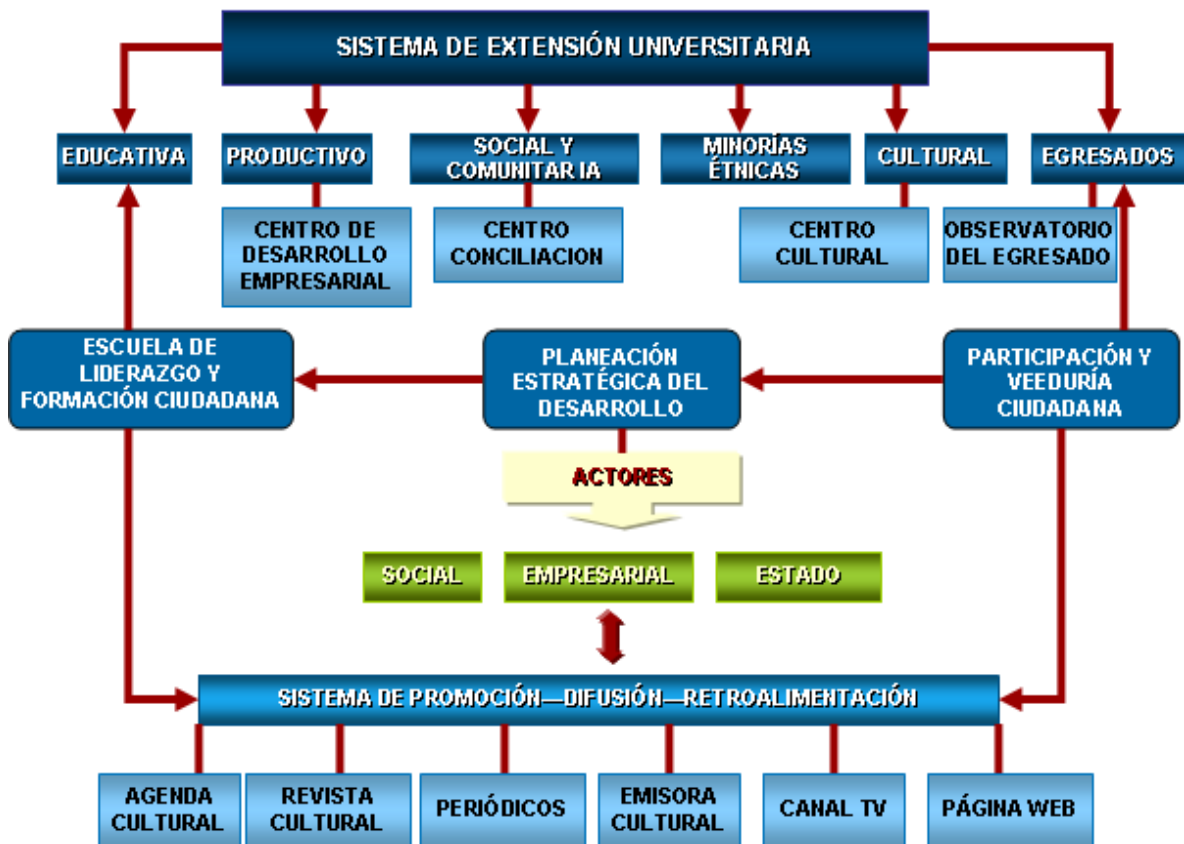 SISTEMA DE EXTENSIÓN UNIVERSITARIA
EDUCATIVA
PRODUCTIVO
SOCIAL Y
COMUNITARIA
MINORÍAS
ÉTNICAS
CULTURAL
EGRESADOS
CENTRO DE
DESARROLLO
EMPRESARIAL
CENTRO
CONCILIACION
CENTRO
CULTURAL
OBSERVATORIO
DEL EGRESADO
ESCUELA DE
LIDERAZGO Y
FORMACIÓN CIUDADANA
PLANEACIÓN
ESTRATÉGICA DEL
DESARROLLO
PARTICIPACIÓN Y
VEEDURÍA
CIUDADANA
ACTORES
SOCIAL
EMPRESARIAL
ESTADO
SISTEMA DE PROMOCIÓN—DIFUSIÓN—RETROALIMENTACIÓN
AGENDA
CULTURAL
REVISTA
CULTURAL
PERIÓDICOS
EMISORA
CULTURAL
CANAL TV
PÁGINA WEB